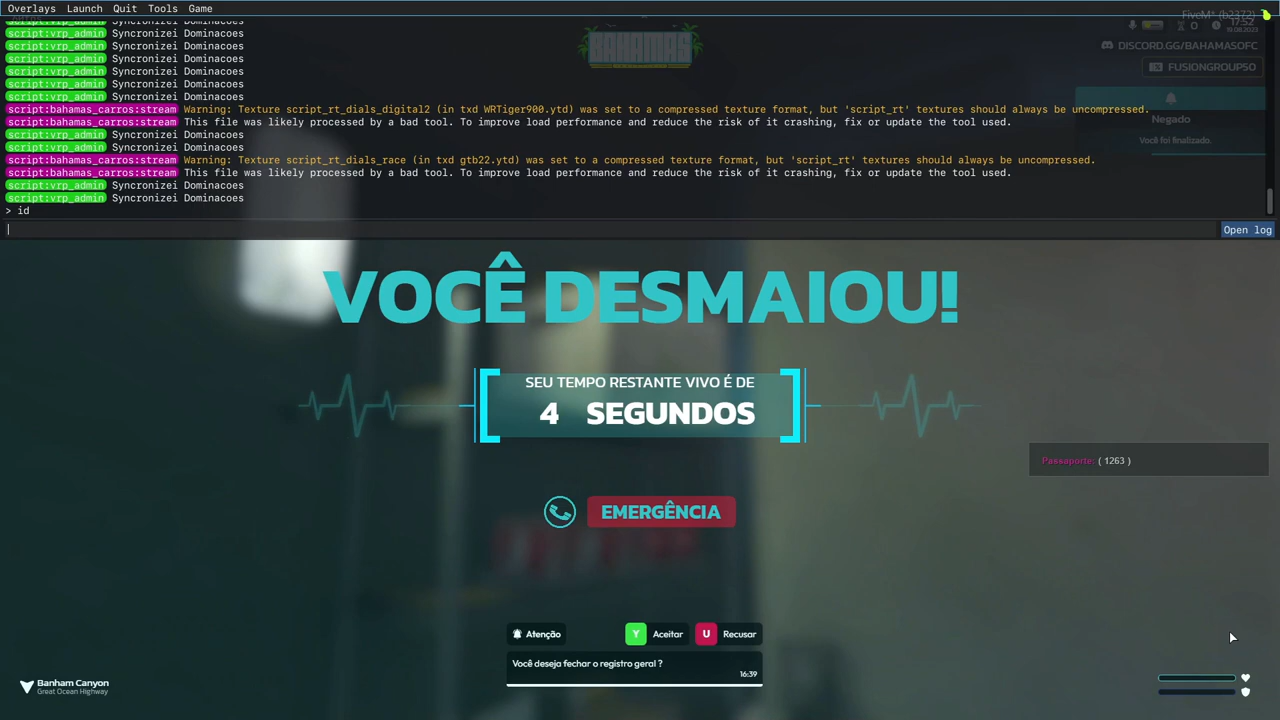 Overlays Launch Quit Tools Game
FiveM* (b2372)
script:vrp_admin Syncronizei Dominacoes
script:vrp_admin Syncronizei Dominacoes
script:vrp_admin Syncronizei Dominacoes
script:vrp_admin Syncronizei Dominacoes
script:vrp_admin Syncronizei Dominacoes
script:vrp_admin Syncronizei Dominacoes
script:vrp_admin Syncronizei Dominacoes
script:bahamas_carros:stream Warning: Texture script_rt_dials_digital2 (in txd WRTiger900.ytd) was set to a compressed texture format, but 'script_rt' textures should always be uncompressed.
script:bahamas_carros:stream This file was likely processed by a bad tool. To improve load performance and reduce the risk of it crashing, fix or update the tool used.
script:vrp_admin Syncronizei Dominacoes
script:vrp_admin Syncronizei Dominacoes
script:bahamas_carros:stream Warning: Texture script_rt_dials_race (in txd gtb22.ytd) was set to a compressed texture format, but 'script_rt' textures should always be uncompressed.
script:bahamas_carros:stream This file was likely processed by a bad tool. To improve load performance and reduce the risk of it crashing, fix or update the tool used.
script:vrp_admin Syncronizei Dominacoes
script:vrp_admin Syncronizei Dominacoes
> id
Open log
BAHAMAS
0 17:52
19.08.2023
DISCORD.GG/BAHAMASOFC
FUSIONGROUP50
Negado
Você foi finalizado.
VOCÊ DESMAIOU!
SEU TEMPO RESTANTE VIVO É DE
4 SEGUNDOS
Passaporte: ( 1263 )
EMERGÊNCIA
Atenção Y Aceitar U Recusar
Você deseja fechar o registro geral ?
16:39
Banham Canyon
Great Ocean Highway